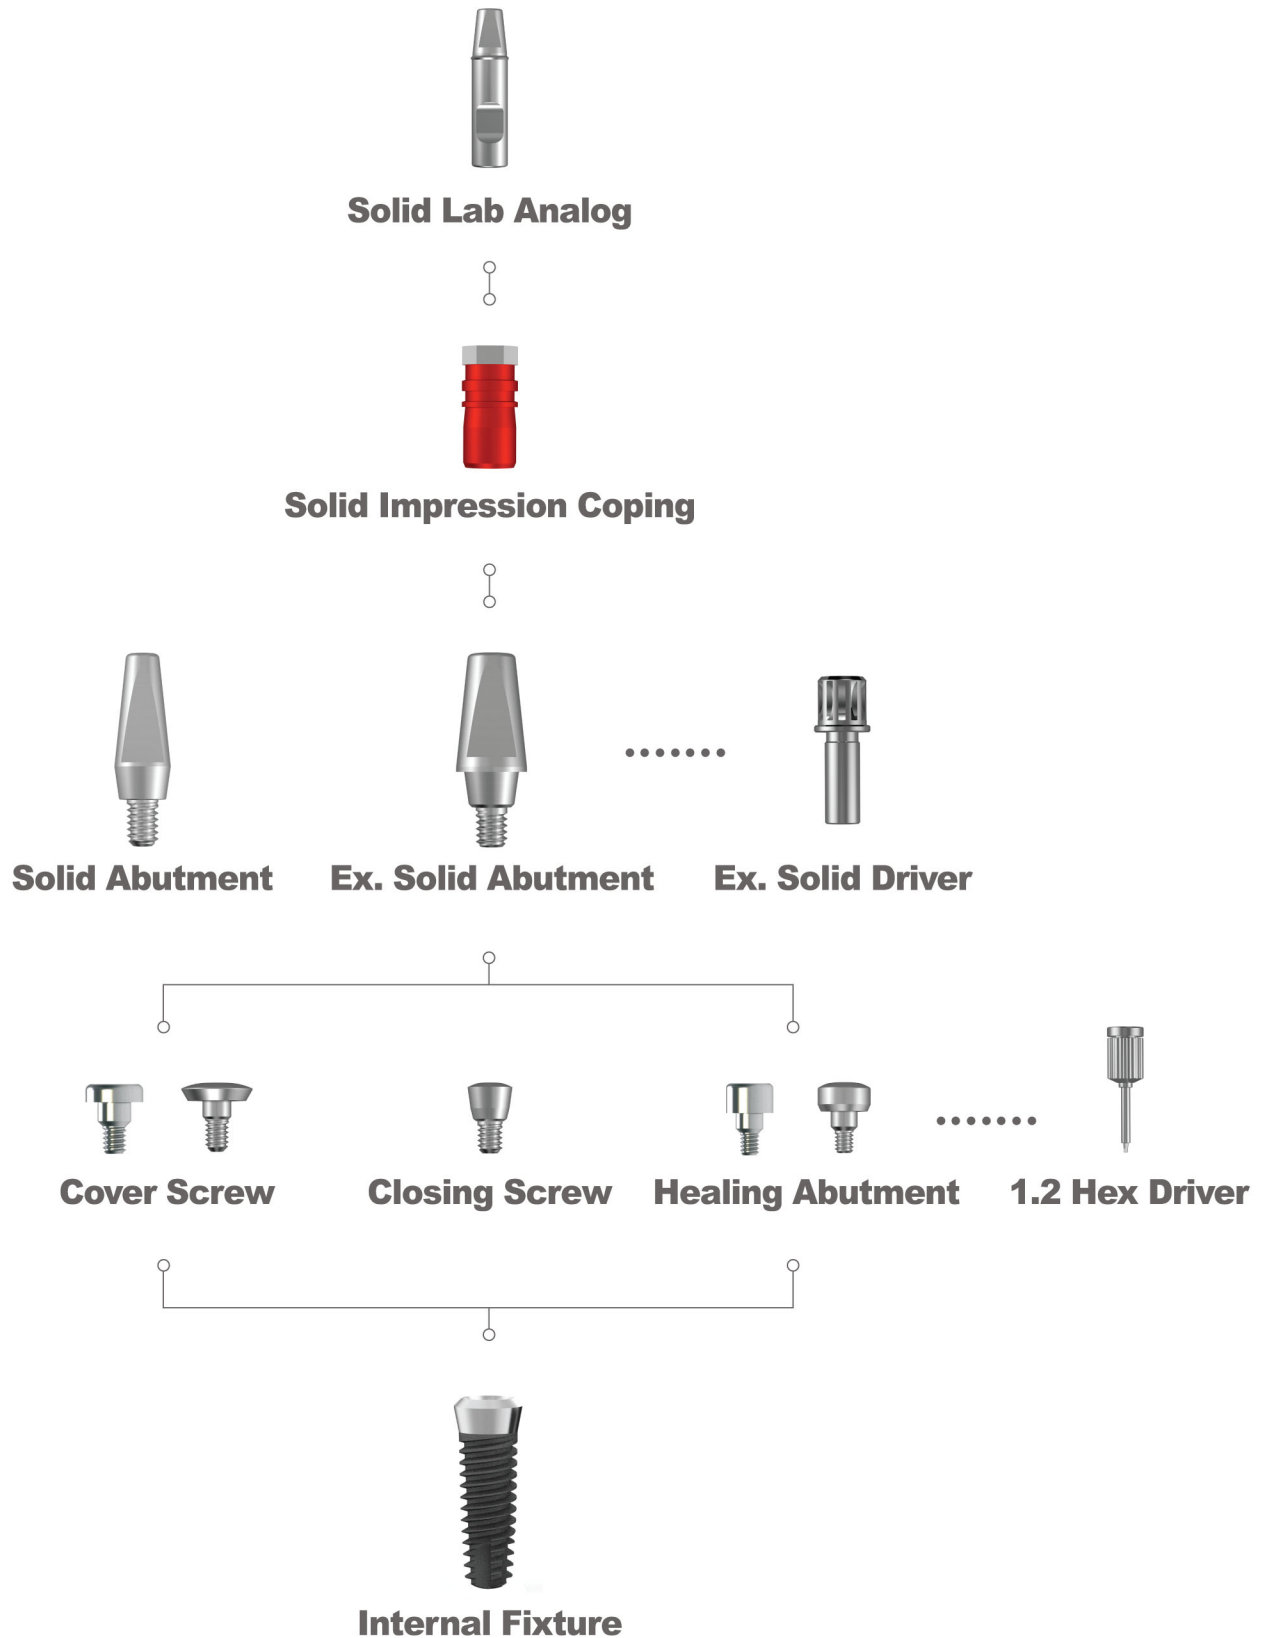 Solid Lab Analog
Solid Impression Coping
Solid Abutment
Ex. Solid Abutment
Ex. Solid Driver
Cover Screw
Closing Screw
Healing Abutment
1.2 Hex Driver
Internal Fixture